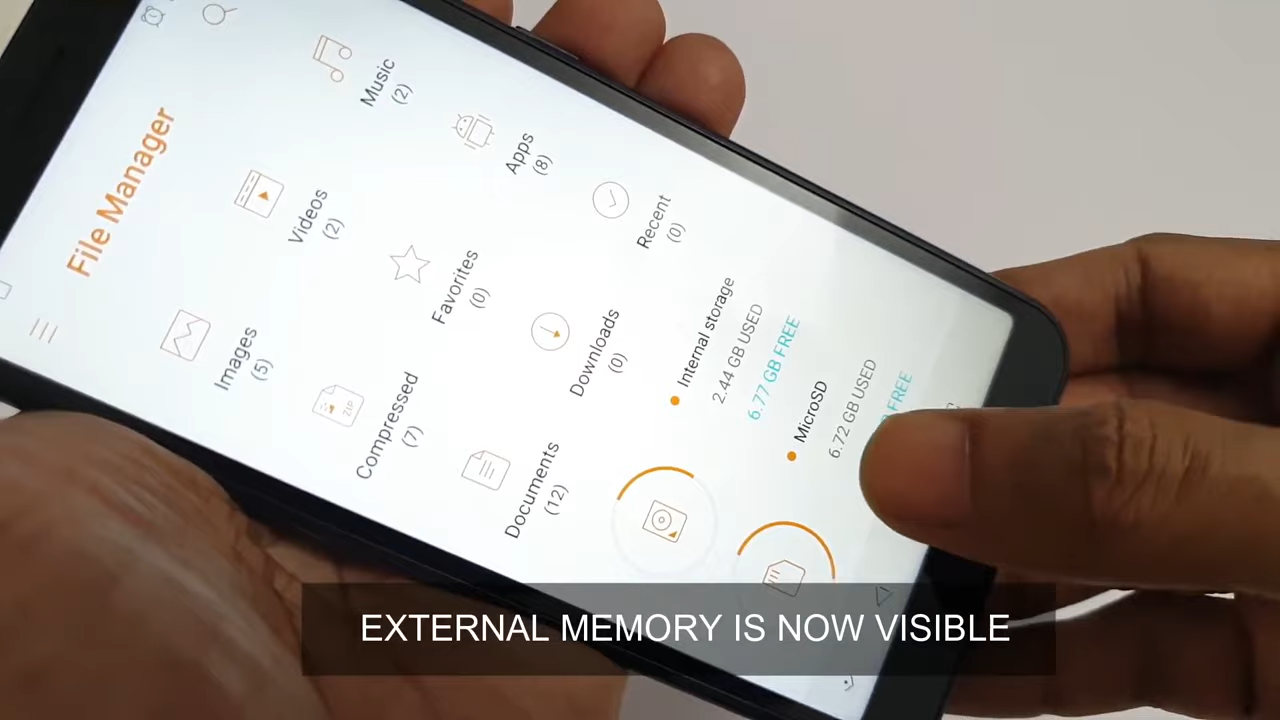 File Manager
Images
(5)
Videos
(2)
Music
(2)
Compressed
(7)
ZIP
Favorites
(0)
Apps
(8)
Documents
(12)
Downloads
(0)
Recent
(0)
Internal storage
2.44 GB USED
6.77 GB FREE
MicroSD
6.72 GB USED
FREE
EXTERNAL MEMORY IS NOW VISIBLE